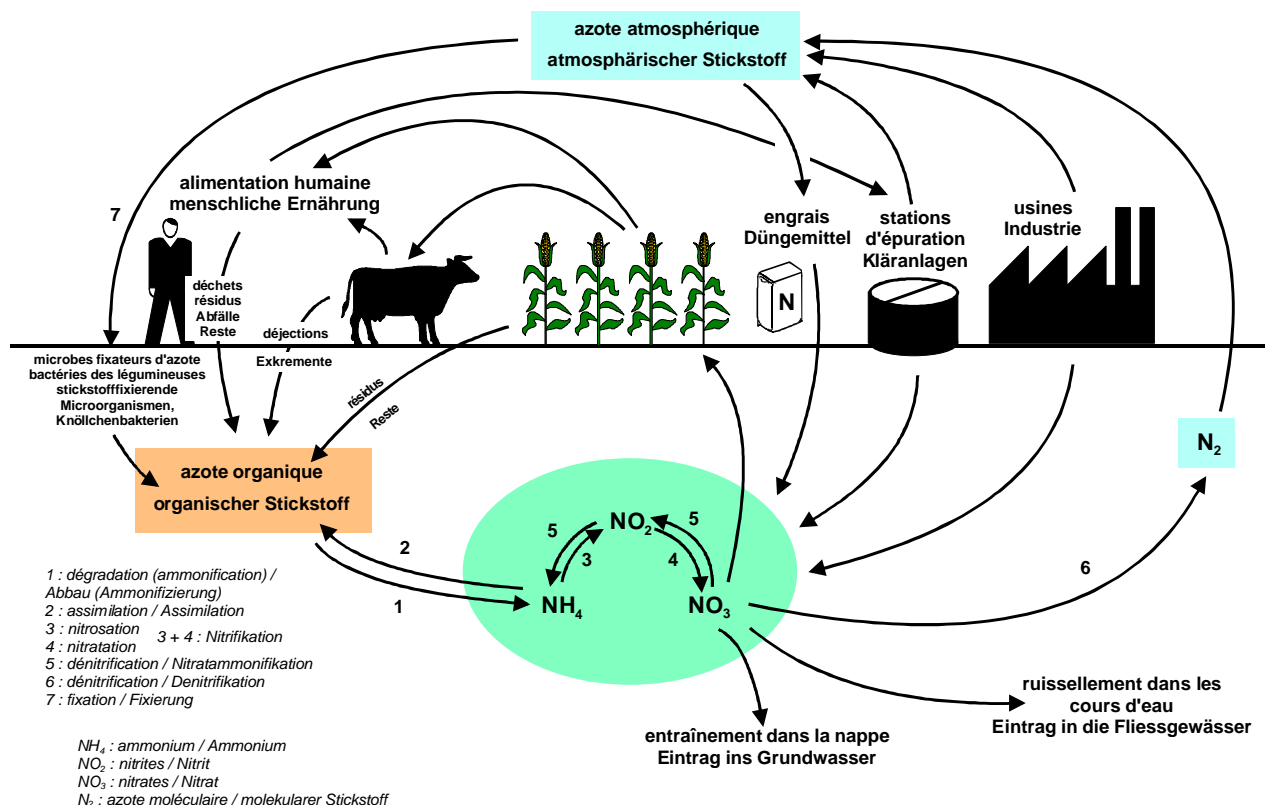 azote atmosphérique
atmosphärischer Stickstoff
alimentation humaine
menschliche Ernährung
7
engrais
Düngemittel
stations
d'épuration
Kläranlagen
usines
Industrie
N
déchets
résidus
Abfälle
Reste
déjections
Exkremente
résidus
Reste
microbes fixateurs d'azote
bactéries des légumineuses
stickstofffixierende
Microorganismen,
Knöllchenbakterien
azote organique
organischer Stickstoff
N₂
NO₂
5
5
3
4
2
1
NH₄
NO₃
6
1 : dégradation (ammonification) /
Abbau (Ammonifizierung)
2 : assimilation / Assimilation
3 : nitrosation
3 + 4 : Nitrifikation
4 : nitratation
5 : dénitrification / Nitratammonifikation
6 : dénitrification / Denitrifikation
7 : fixation / Fixierung
ruissellement dans les
cours d'eau
Eintrag in die Fliessgewässer
entraînement dans la nappe
Eintrag ins Grundwasser
NH₄ : ammonium / Ammonium
NO₂ : nitrites / Nitrit
NO₃ : nitrates / Nitrat
N₂ : azote moléculaire / molekularer Stickstoff